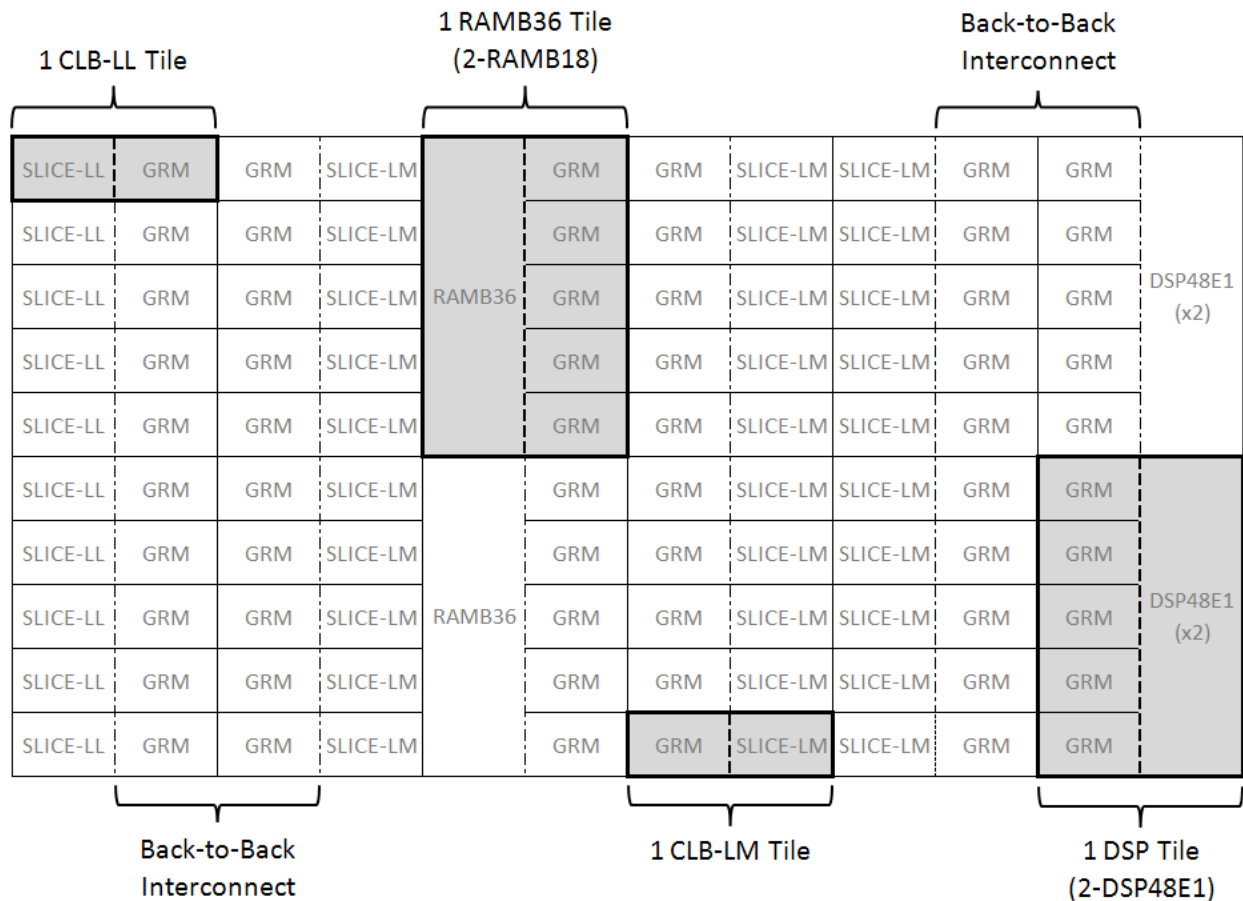 1 CLB-LL Tile
1 RAMB36 Tile
(2-RAMB18)
Back-to-Back
Interconnect
SLICE-LL GRM GRM SLICE-LM GRM GRM SLICE-LM SLICE-LM GRM GRM
SLICE-LL GRM GRM SLICE-LM GRM GRM SLICE-LM SLICE-LM GRM GRM
SLICE-LL GRM GRM SLICE-LM RAMB36 GRM GRM SLICE-LM SLICE-LM GRM GRM DSP48E1
(x2)
SLICE-LL GRM GRM SLICE-LM GRM GRM SLICE-LM SLICE-LM GRM GRM
SLICE-LL GRM GRM SLICE-LM GRM GRM SLICE-LM SLICE-LM GRM GRM
SLICE-LL GRM GRM SLICE-LM GRM GRM SLICE-LM SLICE-LM GRM GRM
SLICE-LL GRM GRM SLICE-LM GRM GRM SLICE-LM SLICE-LM GRM GRM
SLICE-LL GRM GRM SLICE-LM RAMB36 GRM GRM SLICE-LM SLICE-LM GRM GRM DSP48E1
(x2)
SLICE-LL GRM GRM SLICE-LM GRM GRM SLICE-LM SLICE-LM GRM GRM
SLICE-LL GRM GRM SLICE-LM GRM GRM SLICE-LM SLICE-LM GRM GRM
Back-to-Back
Interconnect
1 CLB-LM Tile
1 DSP Tile
(2-DSP48E1)